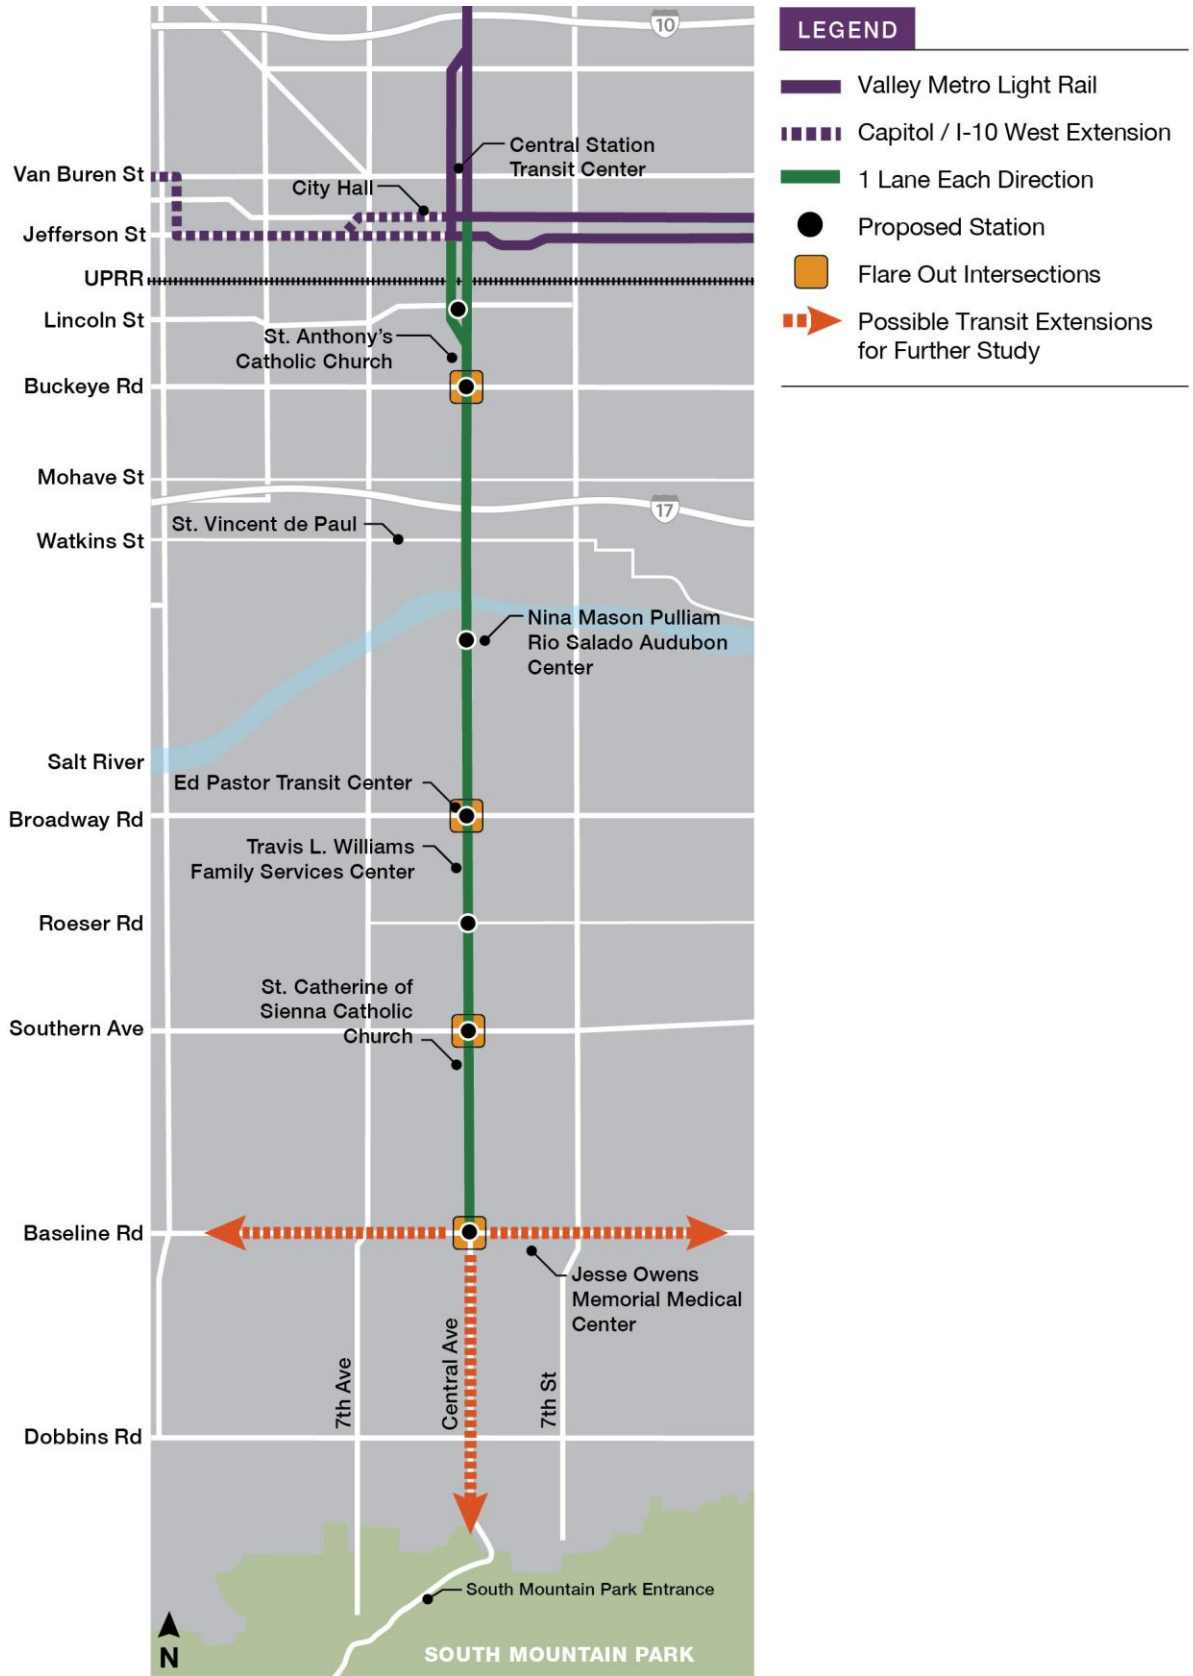 10
LEGEND
Valley Metro Light Rail
Capitol / I-10 West Extension
1 Lane Each Direction
Proposed Station
Flare Out Intersections
Possible Transit Extensions
for Further Study
Central Station
Transit Center
Van Buren St
City Hall
Jefferson St
UPRR
Lincoln St
St. Anthony's
Catholic Church
Buckeye Rd
Mohave St
17
St. Vincent de Paul
Watkins St
Nina Mason Pulliam
Rio Salado Audubon
Center
Salt River
Ed Pastor Transit Center
Broadway Rd
Travis L. Williams
Family Services Center
Roeser Rd
St. Catherine of
Sienna Catholic
Church
Southern Ave
Baseline Rd
Jesse Owens
Memorial Medical
Center
7th Ave
Central Ave
7th St
Dobbins Rd
South Mountain Park Entrance
N
SOUTH MOUNTAIN PARK